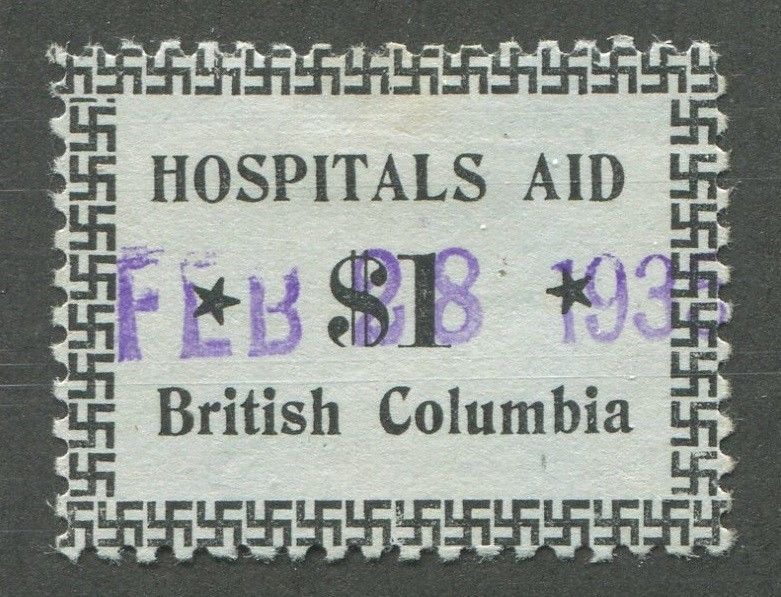 HOSPITALS AID
$1
FEB 28 193
British Columbia